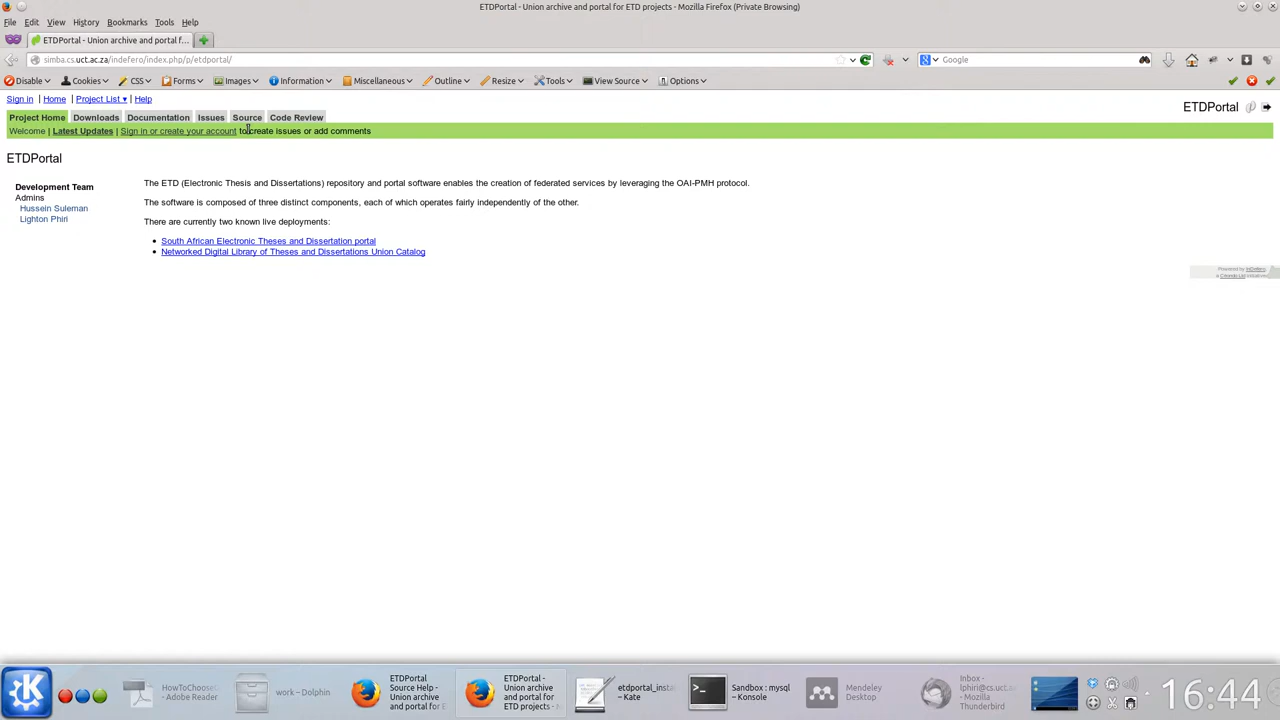 ETDPortal - Union archive and portal for ETD projects - Mozilla Firefox (Private Browsing)
File Edit View History Bookmarks Tools Help
ETDPortal - Union archive and portal f...
simba.cs.uct.ac.za/indefero/index.php/p/etdportal/
Google
Disable Cookies CSS Forms Images Information Miscellaneous Outline Resize Tools View Source Options
Sign in | Home | Project List | Help
ETDPortal
Project Home Downloads Documentation Issues Source Code Review
Welcome | Latest Updates | Sign in or create your account to create issues or add comments
ETDPortal
Development Team
Admins
Hussein Suleman
Lighton Phiri
The ETD (Electronic Thesis and Dissertations) repository and portal software enables the creation of federated services by leveraging the OAI-PMH protocol.
The software is composed of three distinct components, each of which operates fairly independently of the other.
There are currently two known live deployments:
• South African Electronic Theses and Dissertation portal
• Networked Digital Library of Theses and Dissertations Union Catalog
Powered by InDefero,
HowToChoose
- Adobe Reader
work – Dolphin
ETDPortal
Source Help -
Union archive
and portal for E
ETDPortal -
Union archive
and portal for
ETD projects -
etdportal_insta
– Kate
Sandbox : mysql
– Konsole
Mendeley
Desktop
Inbox -
lphiri@cs.uct.ac
- Mozilla
Thunderbird
16:44